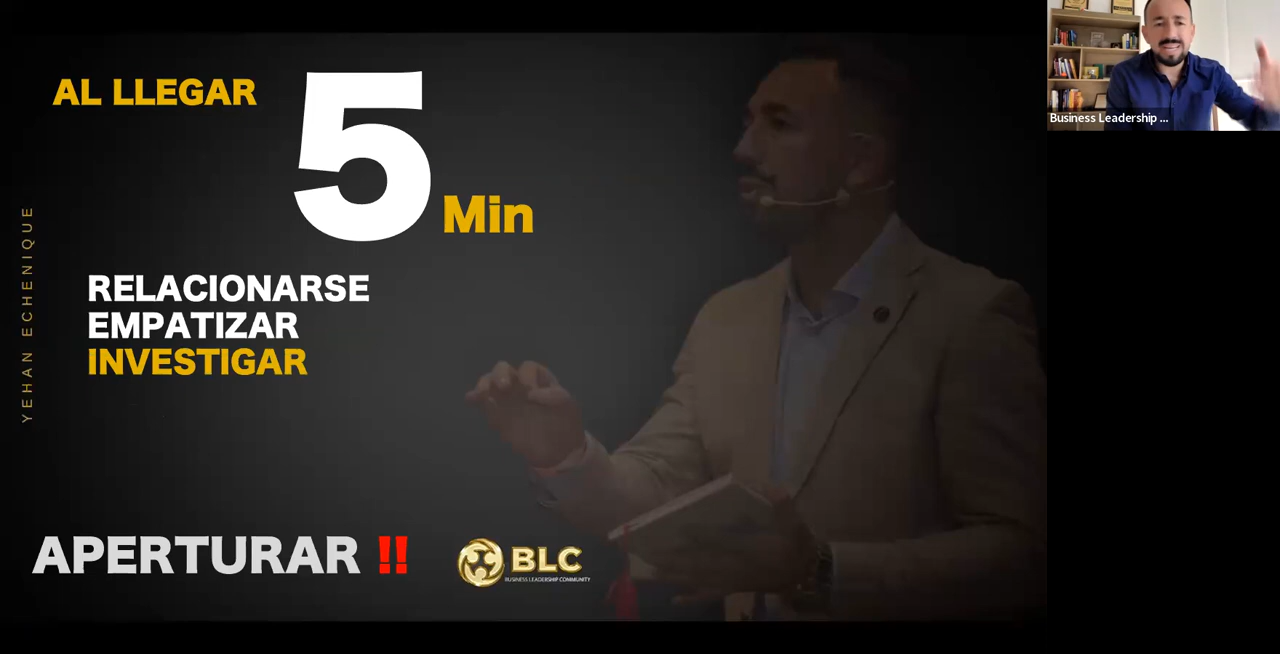 AL LLEGAR
5
Min
YEHAN ECHENIQUE
RELACIONARSE
EMPATIZAR
INVESTIGAR
APERTURAR !!
BLC
BUSINESS LEADERSHIP COMMUNITY
Business Leadership ...